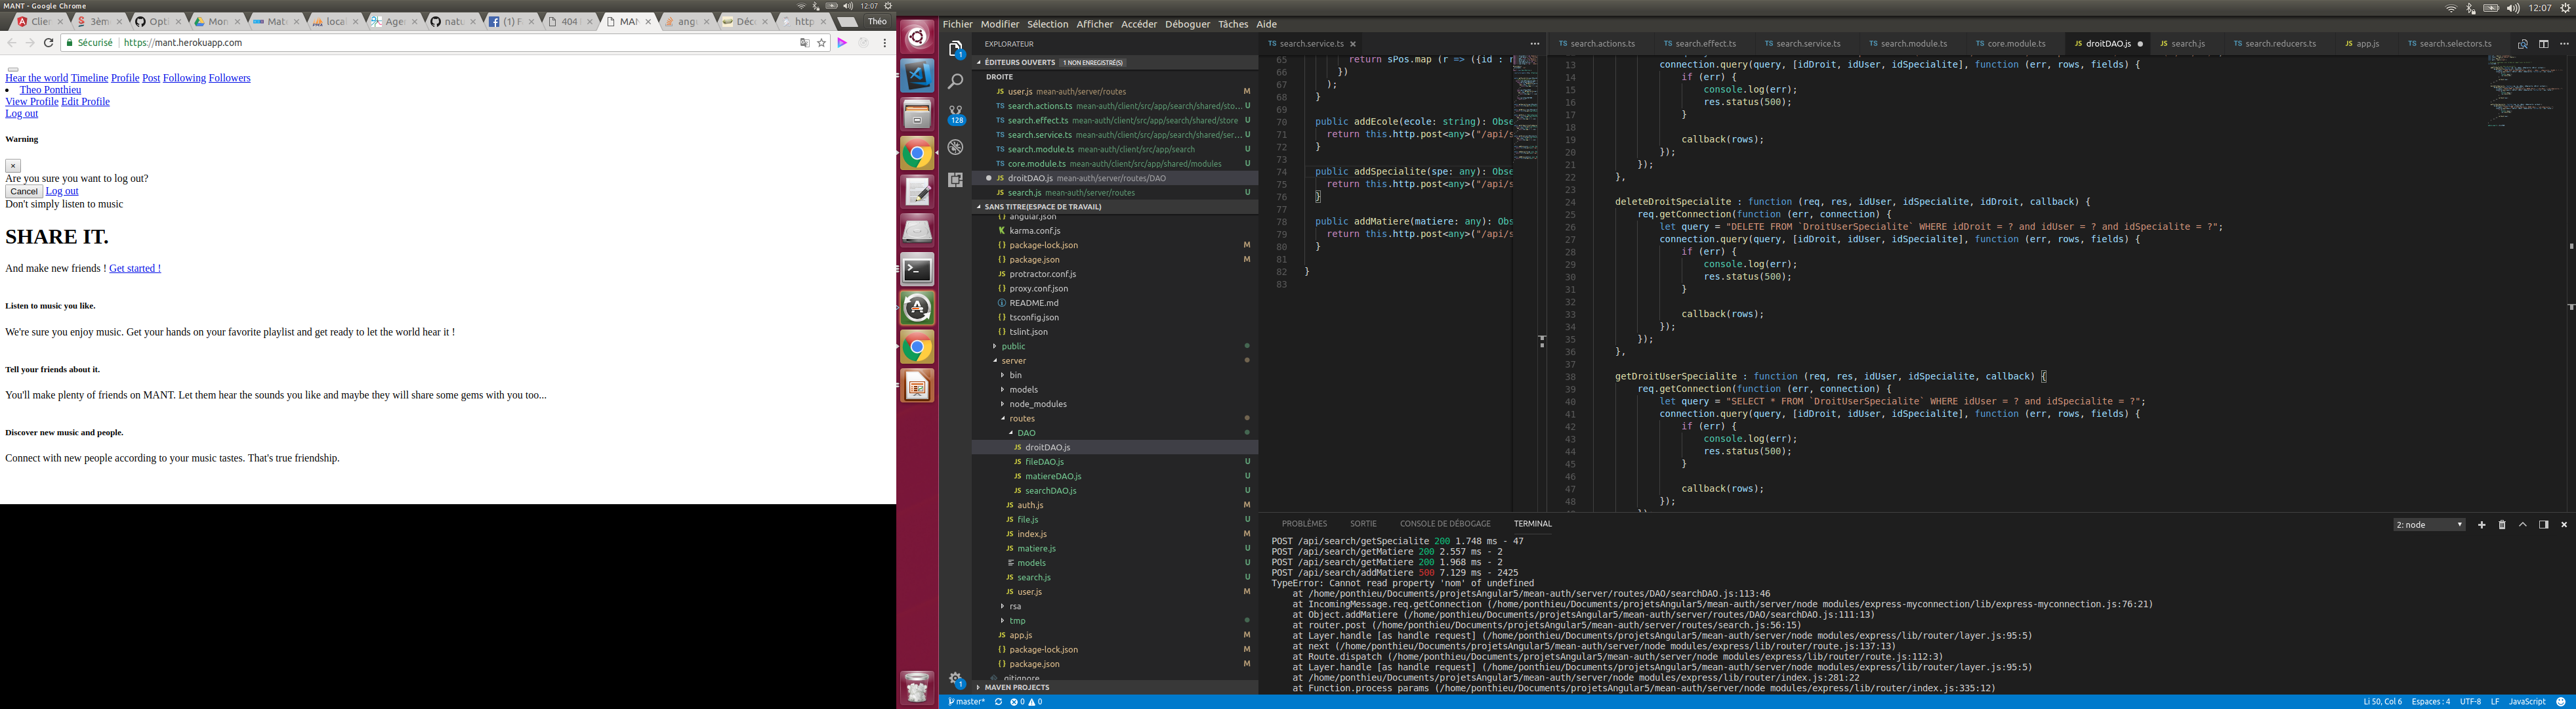 MANT - Google Chrome
12:07
Clien
3èm
Opti
Mon
Mate
local
Agen
natu
(1) F
404
MAN
angu
Déco
http
Théo
Sécurisé
https://mant.herokuapp.com
Hear the world Timeline Profile Post Following Followers
Theo Ponthieu
View Profile Edit Profile
Log out
Warning
×
Are you sure you want to log out?
Cancel Log out
Don't simply listen to music
SHARE IT.
And make new friends ! Get started !
Listen to music you like.
We're sure you enjoy music. Get your hands on your favorite playlist and get ready to let the world hear it !
Tell your friends about it.
You'll make plenty of friends on MANT. Let them hear the sounds you like and maybe they will share some gems with you too...
Discover new music and people.
Connect with new people according to your music tastes. That's true friendship.
12:07
Fichier Modifier Sélection Afficher Accéder Déboguer Tâches Aide
1
128
1
EXPLORATEUR
ÉDITEURS OUVERTS 1 NON ENREGISTRÉ(S)
DROITE
user.js mean-auth/server/routes M
search.actions.ts mean-auth/client/src/app/search/shared/sto... U
search.effect.ts mean-auth/client/src/app/search/shared/store U
search.service.ts mean-auth/client/src/app/search/shared/ser... U
search.module.ts mean-auth/client/src/app/search U
core.module.ts mean-auth/client/src/app/shared/modules U
droitDAO.js mean-auth/server/routes/DAO
search.js mean-auth/server/routes U
SANS TITRE(ESPACE DE TRAVAIL)
angular.json
karma.conf.js
package-lock.json M
package.json M
protractor.conf.js
proxy.conf.json
README.md
tsconfig.json
tslint.json
public
server
bin
models
node_modules
routes
DAO
droitDAO.js
fileDAO.js U
matiereDAO.js U
searchDAO.js U
auth.js M
file.js U
index.js M
matiere.js U
models U
search.js U
user.js M
rsa
tmp
app.js M
package-lock.json M
package.json M
.gitignore
MAVEN PROJECTS
search.service.ts
65 return sPos.map (r => ({id : r
66 })
67 );
68 }
69
70 public addEcole(ecole: string): Obse
71 return this.http.post<any>("/api/s
72 }
73
74 public addSpecialite(spe: any): Obse
75 return this.http.post<any>("/api/s
76 }
77
78 public addMatiere(matiere: any): Obs
79 return this.http.post<any>("/api/s
80 }
81
82 }
83
search.actions.ts search.effect.ts search.service.ts search.module.ts core.module.ts droitDAO.js search.js search.reducers.ts app.js search.selectors.ts
13 connection.query(query, [idDroit, idUser, idSpecialite], function (err, rows, fields) {
14 if (err) {
15 console.log(err);
16 res.status(500);
17 }
18
19 callback(rows);
20 });
21 });
22 },
23
24 deleteDroitSpecialite : function (req, res, idUser, idSpecialite, idDroit, callback) {
25 req.getConnection(function (err, connection) {
26 let query = "DELETE FROM `DroitUserSpecialite` WHERE idDroit = ? and idUser = ? and idSpecialite = ?";
27 connection.query(query, [idDroit, idUser, idSpecialite], function (err, rows, fields) {
28 if (err) {
29 console.log(err);
30 res.status(500);
31 }
32
33 callback(rows);
34 });
35 });
36 },
37
38 getDroitUserSpecialite : function (req, res, idUser, idSpecialite, callback) {
39 req.getConnection(function (err, connection) {
40 let query = "SELECT * FROM `DroitUserSpecialite` WHERE idUser = ? and idSpecialite = ?";
41 connection.query(query, [idDroit, idUser, idSpecialite], function (err, rows, fields) {
42 if (err) {
43 console.log(err);
44 res.status(500);
45 }
46
47 callback(rows);
48 });
PROBLÈMES SORTIE CONSOLE DE DÉBOGAGE TERMINAL
2: node
POST /api/search/getSpecialite 200 1.748 ms - 47
POST /api/search/getMatiere 200 2.557 ms - 2
POST /api/search/getMatiere 200 1.968 ms - 2
POST /api/search/addMatiere 500 7.129 ms - 2425
TypeError: Cannot read property 'nom' of undefined
at /home/ponthieu/Documents/projetsAngular5/mean-auth/server/routes/DAO/searchDAO.js:113:46
at IncomingMessage.req.getConnection (/home/ponthieu/Documents/projetsAngular5/mean-auth/server/node modules/express-myconnection/lib/express-myconnection.js:76:21)
at Object.addMatiere (/home/ponthieu/Documents/projetsAngular5/mean-auth/server/routes/DAO/searchDAO.js:111:13)
at router.post (/home/ponthieu/Documents/projetsAngular5/mean-auth/server/routes/search.js:56:15)
at Layer.handle [as handle request] (/home/ponthieu/Documents/projetsAngular5/mean-auth/server/node modules/express/lib/router/layer.js:95:5)
at next (/home/ponthieu/Documents/projetsAngular5/mean-auth/server/node modules/express/lib/router/route.js:137:13)
at Route.dispatch (/home/ponthieu/Documents/projetsAngular5/mean-auth/server/node modules/express/lib/router/route.js:112:3)
at Layer.handle [as handle request] (/home/ponthieu/Documents/projetsAngular5/mean-auth/server/node modules/express/lib/router/layer.js:95:5)
at /home/ponthieu/Documents/projetsAngular5/mean-auth/server/node modules/express/lib/router/index.js:281:22
at Function.process params (/home/ponthieu/Documents/projetsAngular5/mean-auth/server/node modules/express/lib/router/index.js:335:12)
master* 0 0
Li 50, Col 6 Espaces : 4 UTF-8 LF JavaScript